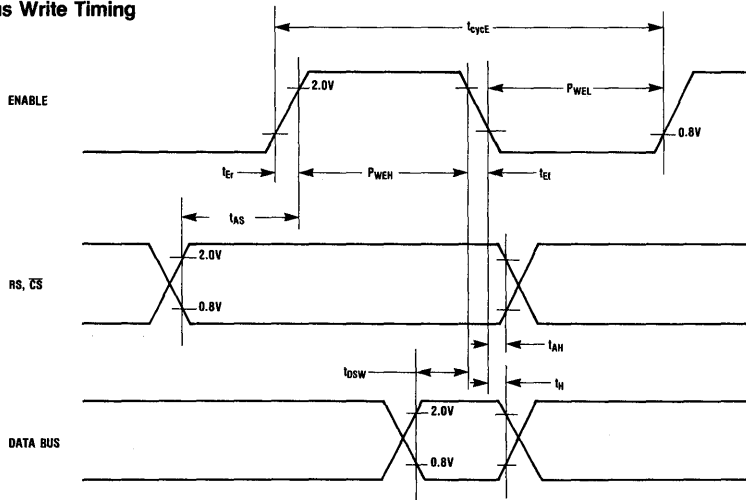 us Write Timing
tcycE
ENABLE
2.0V
PWEL
0.8V
tEr
PWEH
tEf
tAS
RS, C̅S̅
2.0V
0.8V
tAH
tDSW
tH
DATA BUS
2.0V
0.8V